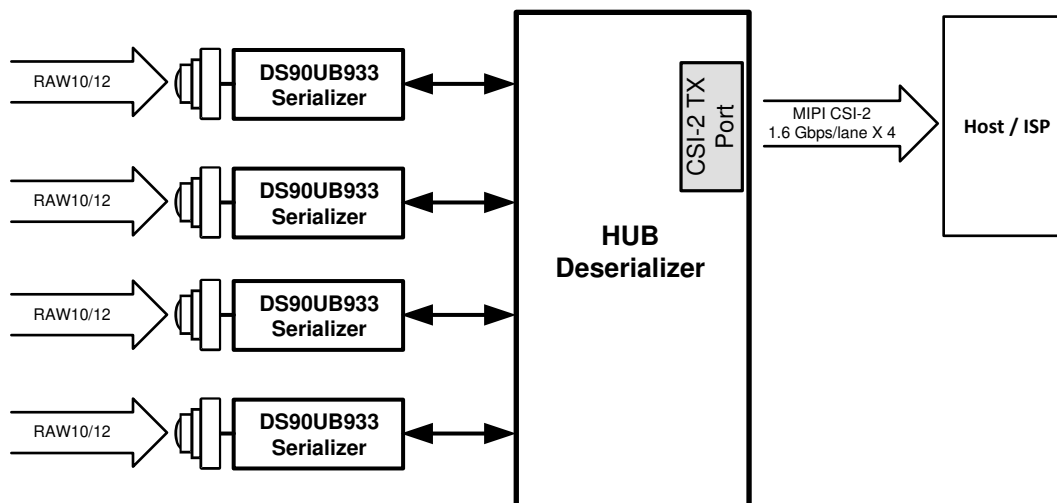 RAW10/12
DS90UB933
Serializer
RAW10/12
DS90UB933
Serializer
RAW10/12
DS90UB933
Serializer
RAW10/12
DS90UB933
Serializer
HUB
Deserializer
CSI-2 TX
Port
MIPI CSI-2
1.6 Gbps/lane X 4
Host / ISP